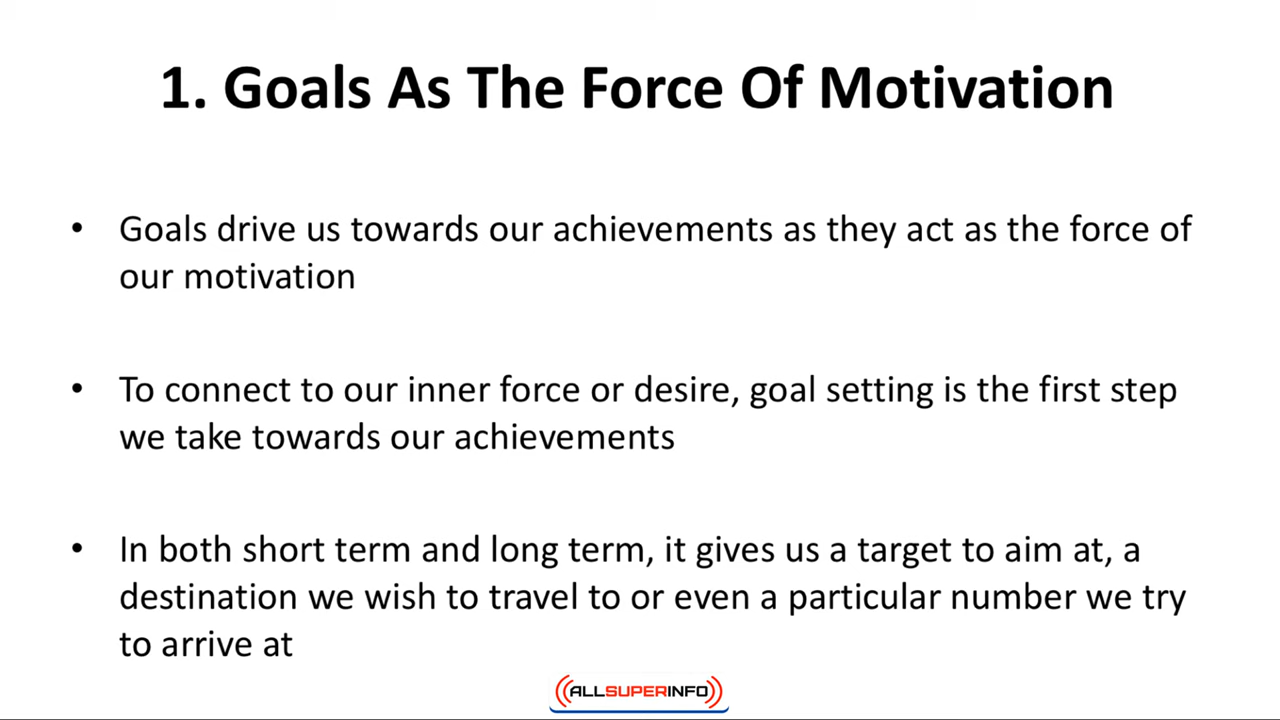 1. Goals As The Force Of Motivation
• Goals drive us towards our achievements as they act as the force of
our motivation
• To connect to our inner force or desire, goal setting is the first step
we take towards our achievements
• In both short term and long term, it gives us a target to aim at, a
destination we wish to travel to or even a particular number we try
to arrive at
ALLSUPERINFO